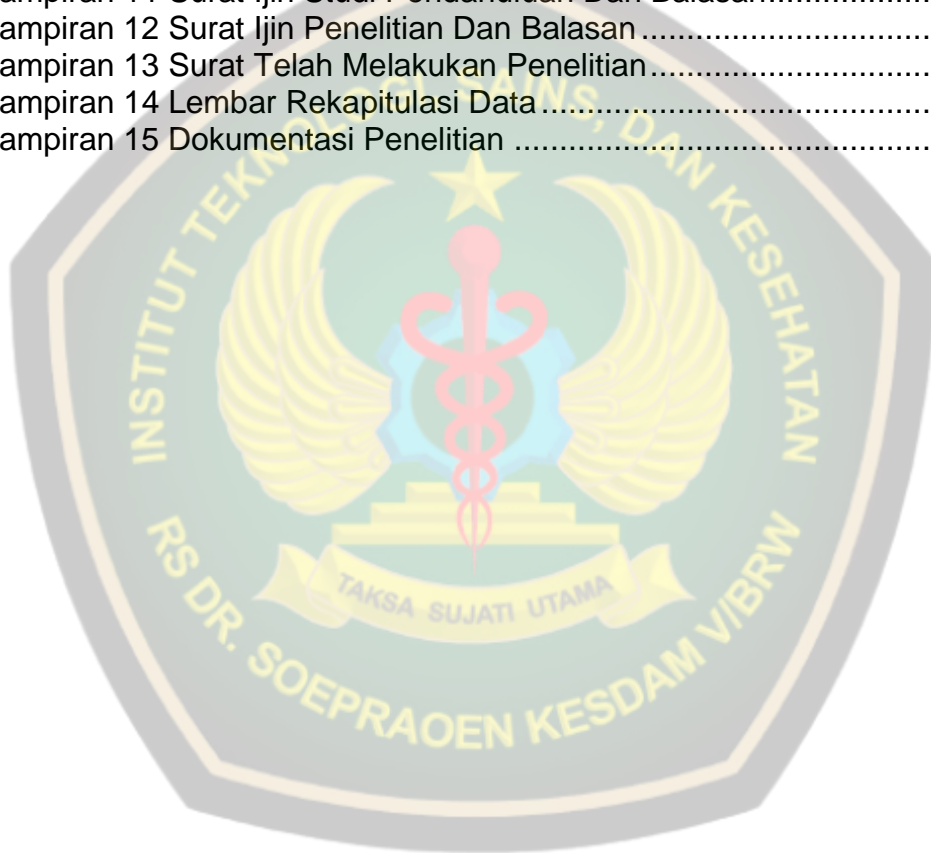 ampiran 12 Surat Ijin Penelitian Dan Balasan
ampiran 13 Surat Telah Melakukan Penelitian
ampiran 14 Lembar Rekapitulasi Data
ampiran 15 Dokumentasi Penelitian
INSTITUT TEKNOLOGI, SAINS, DAN KESEHATAN
TAKSA SUJATI UTAMA
RS DR. SOEPRAOEN KESDAM V/BRW